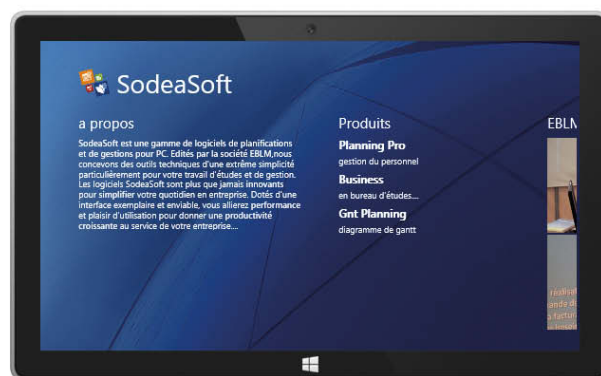 SodeaSoft
a propos
SodeaSoft est une gamme de logiciels de planifications
et de gestions pour PC. Edités par la société EBLM,nous
concevons des outils techniques d'une extrême simplicité
particuliérement pour votre travail d'études et de gestion.
Les logiciels SodeaSoft sont plus que jamais innovants
pour simplifier votre quotidien en entreprise. Dotés d'une
interface exemplaire et enviable, vous allierez performance
et plaisir d'utilisation pour donner une productivité
croissante au service de votre entreprise...
Produits
Planning Pro
gestion du personnel
Business
en bureau d'études...
Gnt Planning
diagramme de gantt
EBLM
réalisat
onde d
factur